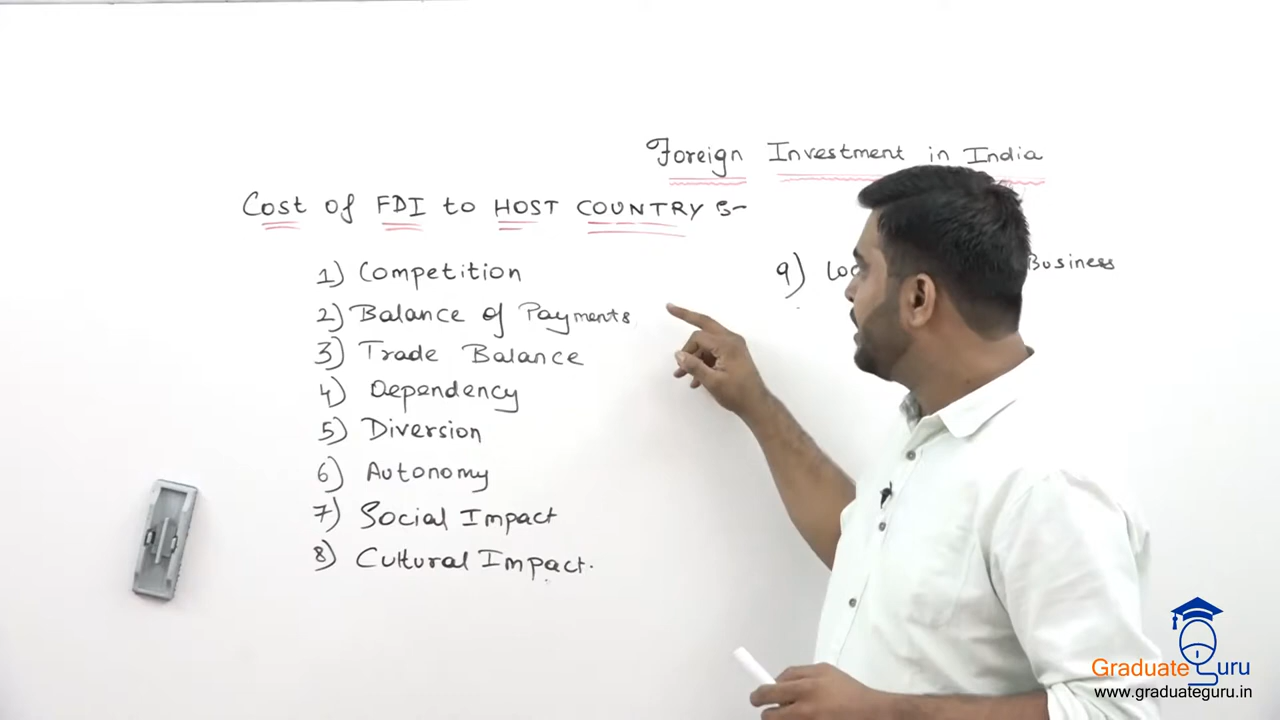 Foreign Investment in India
Cost of FDI to HOST COUNTRY :-
1) Competition
2) Balance of Payments
3) Trade Balance
4) Dependency
5) Diversion
6) Autonomy
7) Social Impact
8) Cultural Impact.
9) Business
Graduate Guru
www.graduateguru.in